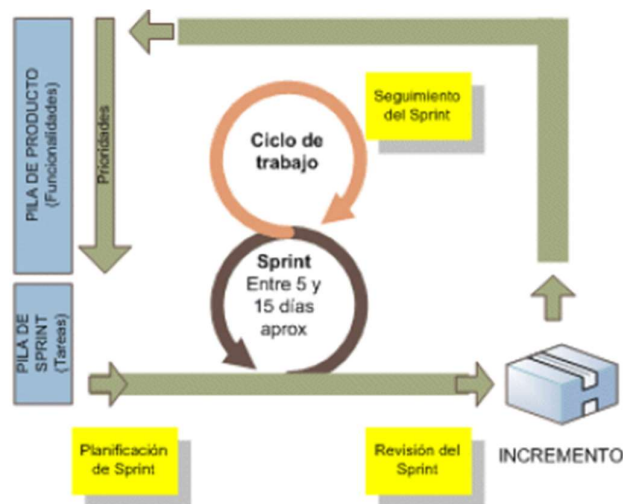 PILA DE PRODUCTO
(Funcionalidades)
Prioridades
Ciclo de
trabajo
Seguimiento
del Sprint
Sprint
Entre 5 y
15 días
aprox
PILA DE
SPRINT
(Tareas)
Planificación
de Sprint
Revisión del
Sprint
INCREMENTO